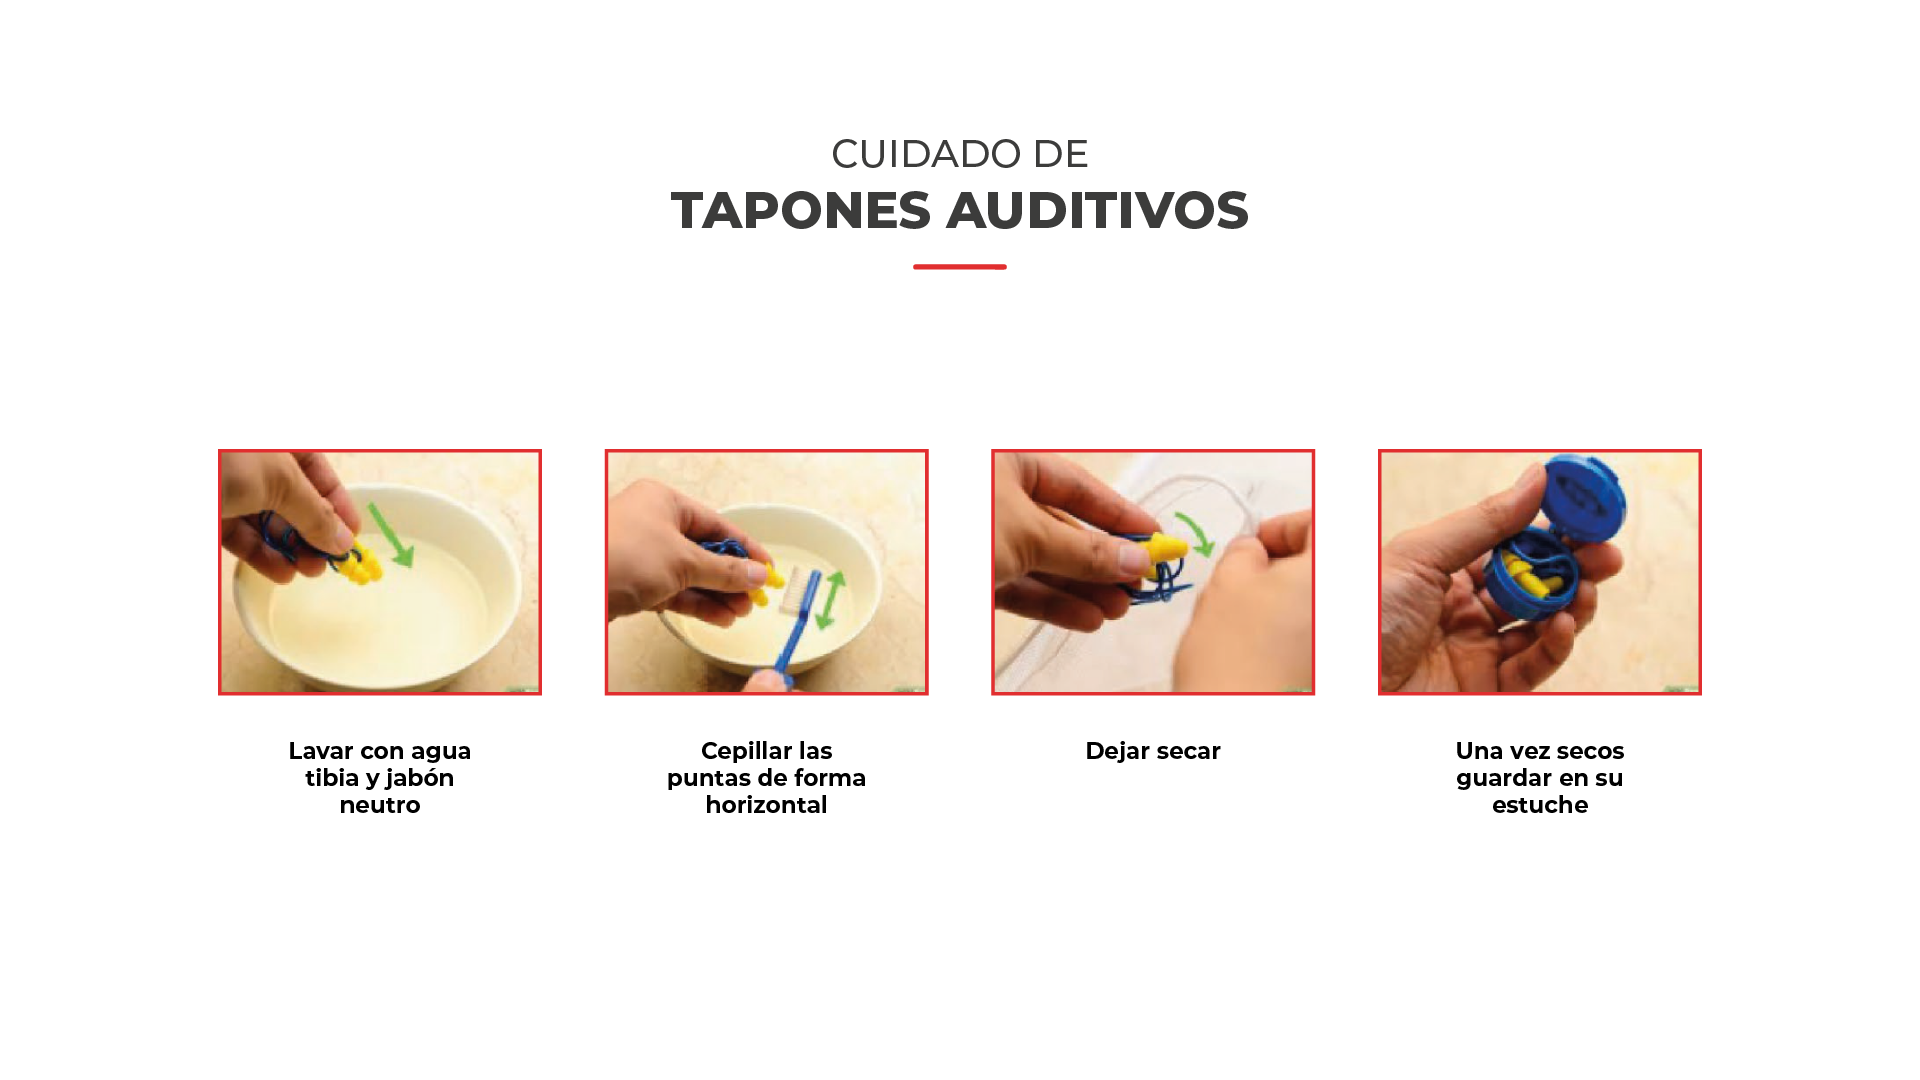 CUIDADO DE
TAPONES AUDITIVOS
Lavar con agua
tibia y jabón
neutro
Cepillar las
puntas de forma
horizontal
Dejar secar
Una vez secos
guardar en su
estuche